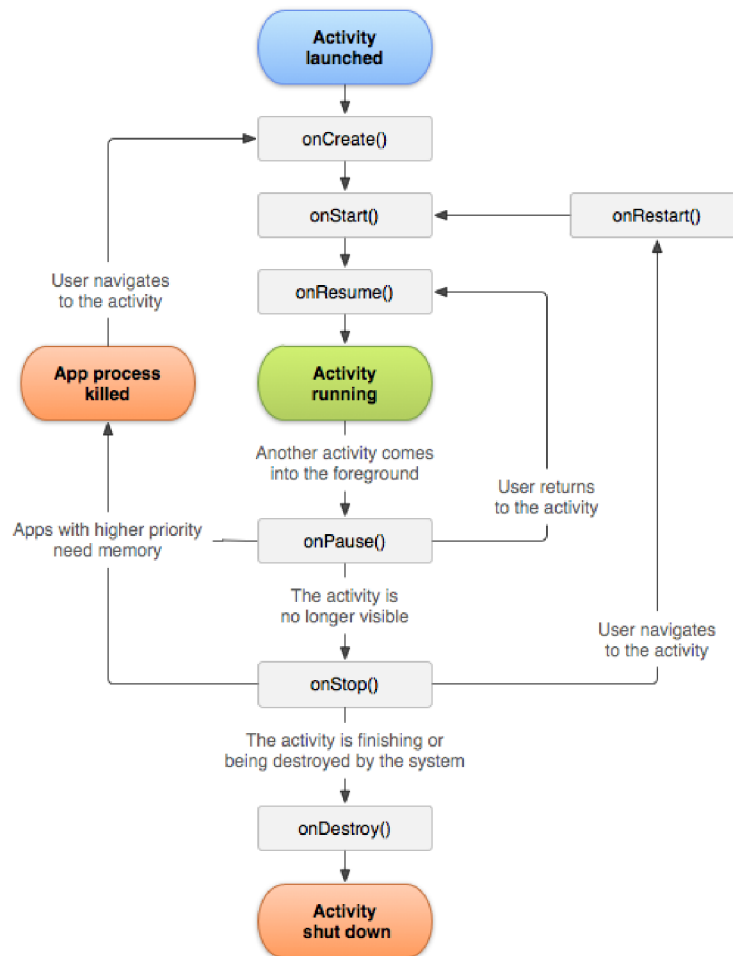 Activity
launched
onCreate()
onStart()
onRestart()
User navigates
to the activity
onResume()
App process
killed
Activity
running
Another activity comes
into the foreground
User returns
to the activity
Apps with higher priority
need memory
onPause()
The activity is
no longer visible
User navigates
to the activity
onStop()
The activity is finishing or
being destroyed by the system
onDestroy()
Activity
shut down